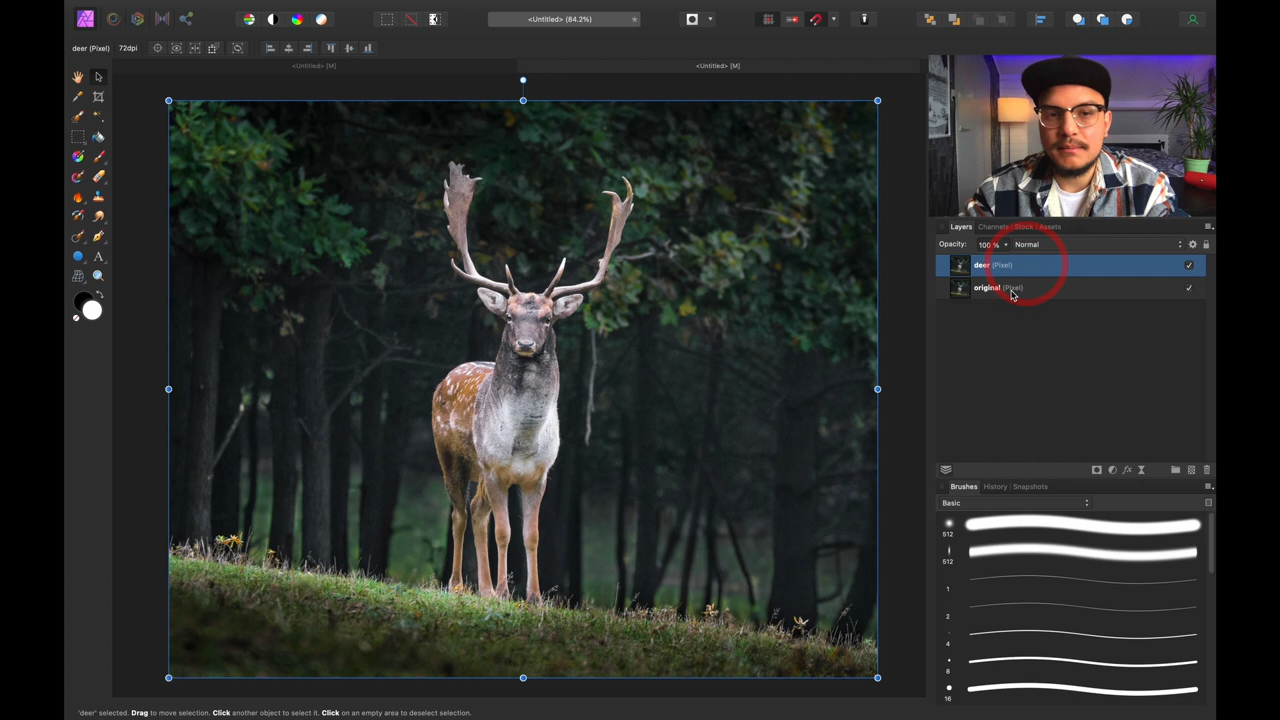 <Untitled> (84.2%)
deer (Pixel) 72dpi
<Untitled> [M] <Untitled> [M]
Layers Channels Stock Assets
Opacity: 100 % Normal
deer (Pixel)
original (Pixel)
Brushes History Snapshots
Basic
512
512
1
2
4
8
16
'deer' selected. Drag to move selection. Click another object to select it. Click on an empty area to deselect selection.